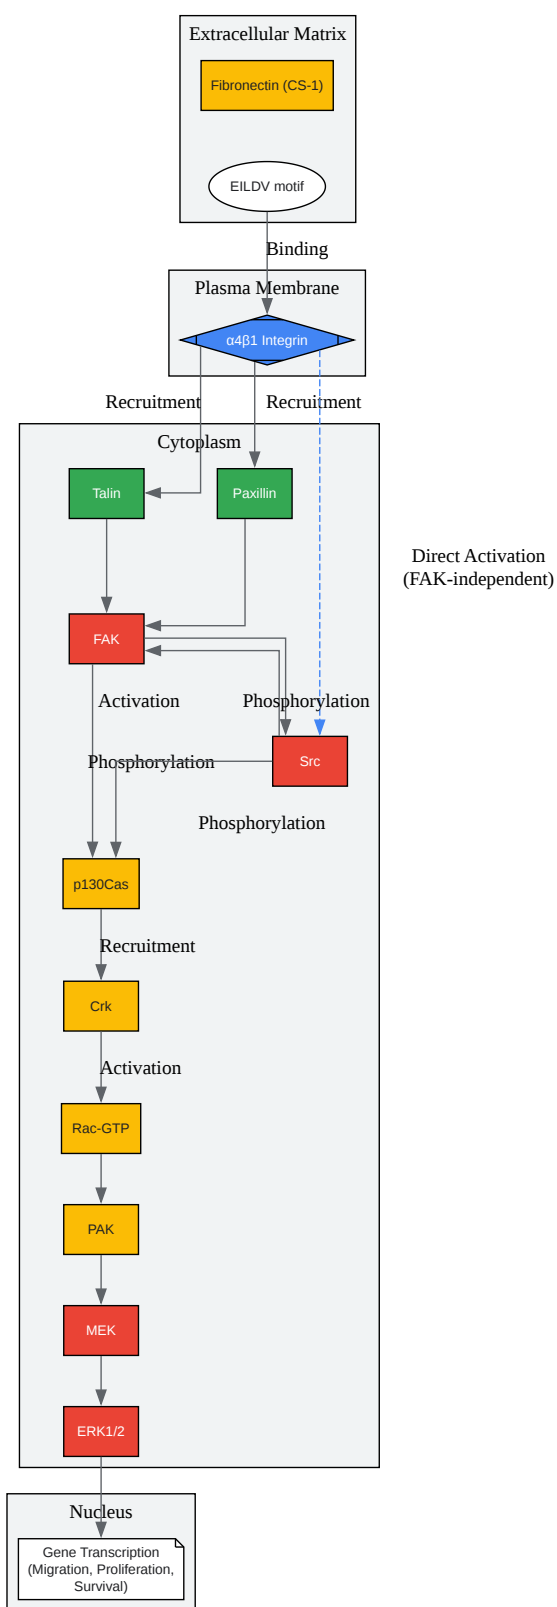 Extracellular Matrix
Fibronectin (CS-1)
EILDV motif
Binding
Plasma Membrane
α4β1 Integrin
Recruitment
Recruitment
Cytoplasm
Talin
Paxillin
Direct Activation
(FAK-independent)
FAK
Activation
Phosphorylation
Phosphorylation
Src
Phosphorylation
p130Cas
Recruitment
Crk
Activation
Rac-GTP
PAK
MEK
ERK1/2
Nucleus
Gene Transcription
(Migration, Proliferation,
Survival)